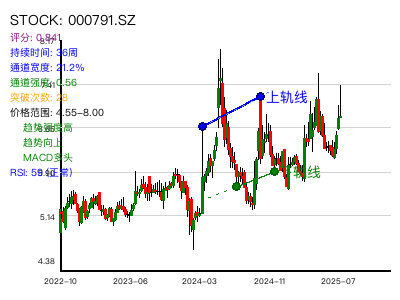 STOCK: 000791.SZ
评分: 0.841
持续时间: 36周
通道宽度: 21.2%
通道强度: 0.56
突破次数: 28
价格范围: 4.55-8.00
趋势强度高
趋势向上
MACD多头
RSI: 59 (正常)
上轨线
下轨线
5.14
4.38
2022-10
2023-06
2024-03
2024-11
2025-07